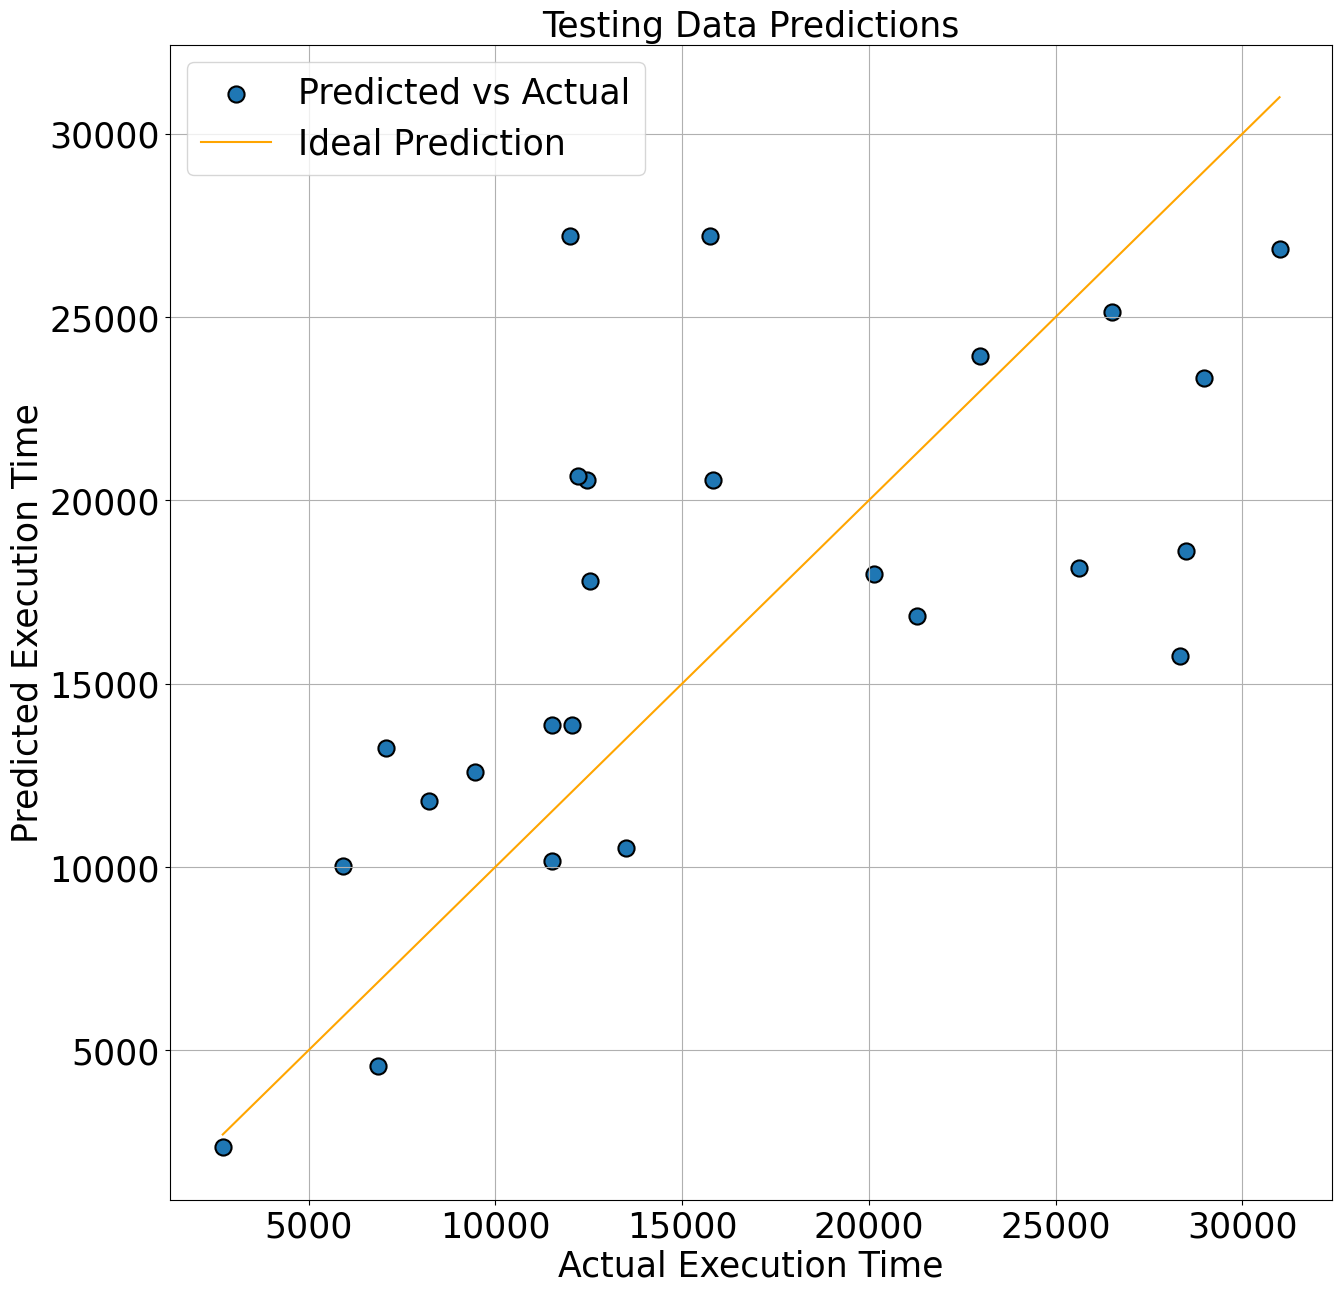 Testing Data Predictions
Predicted vs Actual
Ideal Prediction
30000
25000
20000
15000
10000
5000
Predicted Execution Time
5000 10000 15000 20000 25000 30000
Actual Execution Time